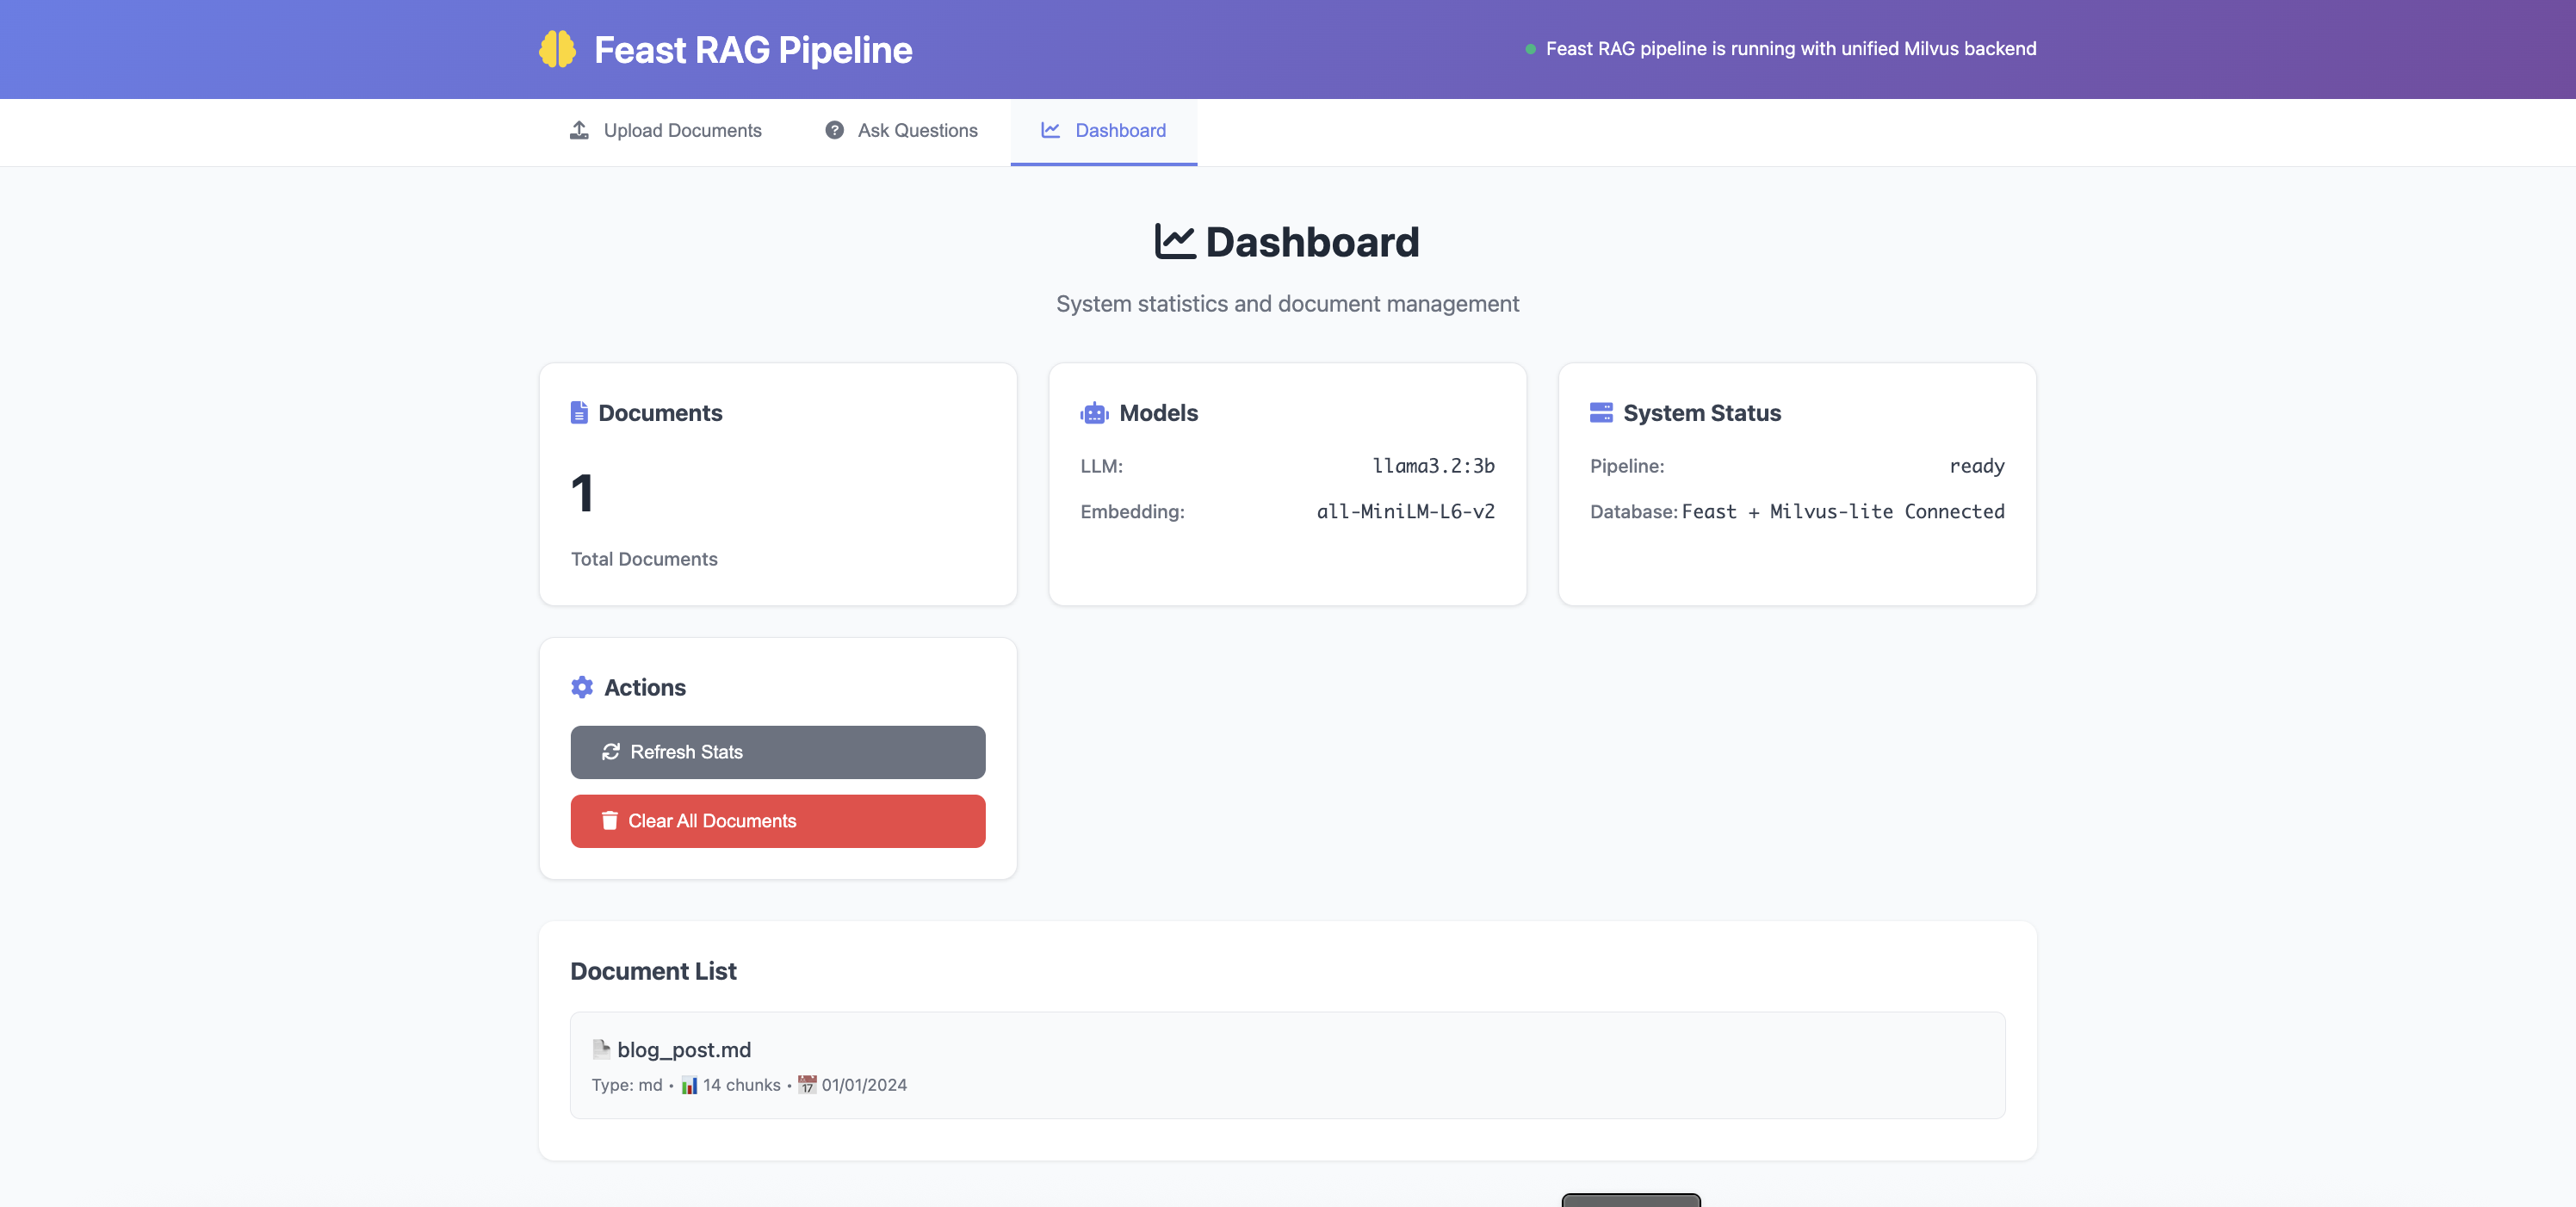 Feast RAG Pipeline
Feast RAG pipeline is running with unified Milvus backend
Upload Documents
Ask Questions
Dashboard
Dashboard
System statistics and document management
Documents
1
Total Documents
Models
LLM: llama3.2:3b
Embedding: all-MiniLM-L6-v2
System Status
Pipeline: ready
Database: Feast + Milvus-lite Connected
Actions
Refresh Stats
Clear All Documents
Document List
blog_post.md
Type: md • 14 chunks • 17 01/01/2024